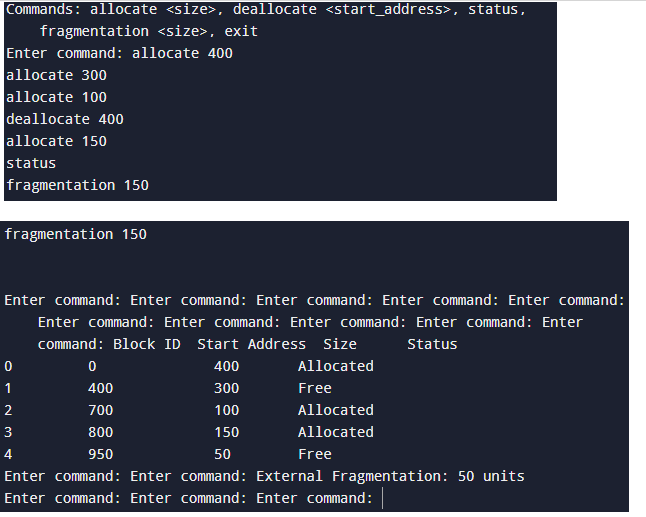 Commands: allocate <size>, deallocate <start_address>, status,
fragmentation <size>, exit
Enter command: allocate 400
allocate 300
allocate 100
deallocate 400
allocate 150
status
fragmentation 150
fragmentation 150
Enter command: Enter command: Enter command: Enter command: Enter command:
Enter command: Enter command: Enter command: Enter command: Enter
command: Block ID  Start Address  Size      Status
0         0              400       Allocated
1         400            300       Free
2         700            100       Allocated
3         800            150       Allocated
4         950            50        Free
Enter command: Enter command: External Fragmentation: 50 units
Enter command: Enter command: Enter command: